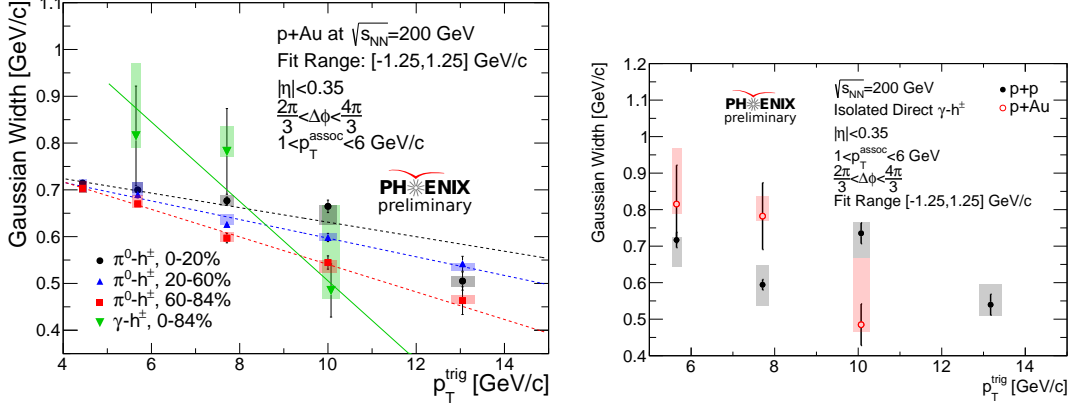 Gaussian Width [GeV/c]
1.1
1
0.9
0.8
0.7
0.6
0.5
0.4
p+Au at √s_NN=200 GeV
Fit Range: [-1.25,1.25] GeV/c
|η|<0.35
2π/3<Δϕ<4π/3
1<p_T^assoc<6 GeV/c
PHENIX
preliminary
π⁰-h±, 0-20%
π⁰-h±, 20-60%
π⁰-h±, 60-84%
γ-h±, 0-84%
4 6 8 10 12 14
p_T^trig [GeV/c]
Gaussian Width [GeV/c]
1.2
1.1
1
0.9
0.8
0.7
0.6
0.5
0.4
PHENIX
preliminary
√s_NN=200 GeV
Isolated Direct γ-h±
|η|<0.35
1<p_T^assoc<6 GeV
2π/3<Δϕ<4π/3
Fit Range [-1.25,1.25] GeV/c
p+p
p+Au
6 8 10 12 14
p_T^trig [GeV/c]